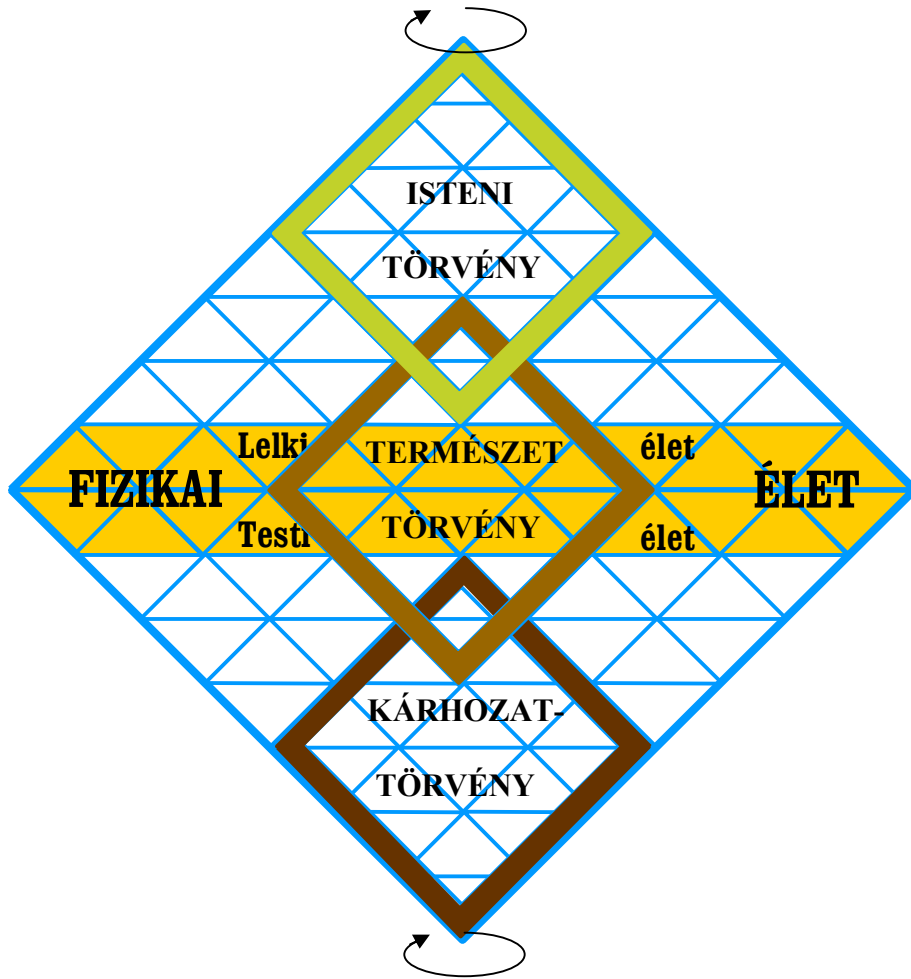 ISTENI
TÖRVÉNY
Lelki élet
TERMÉSZET
FIZIKAI ÉLET
TÖRVÉNY
Testi élet
KÁRHOZAT-
TÖRVÉNY